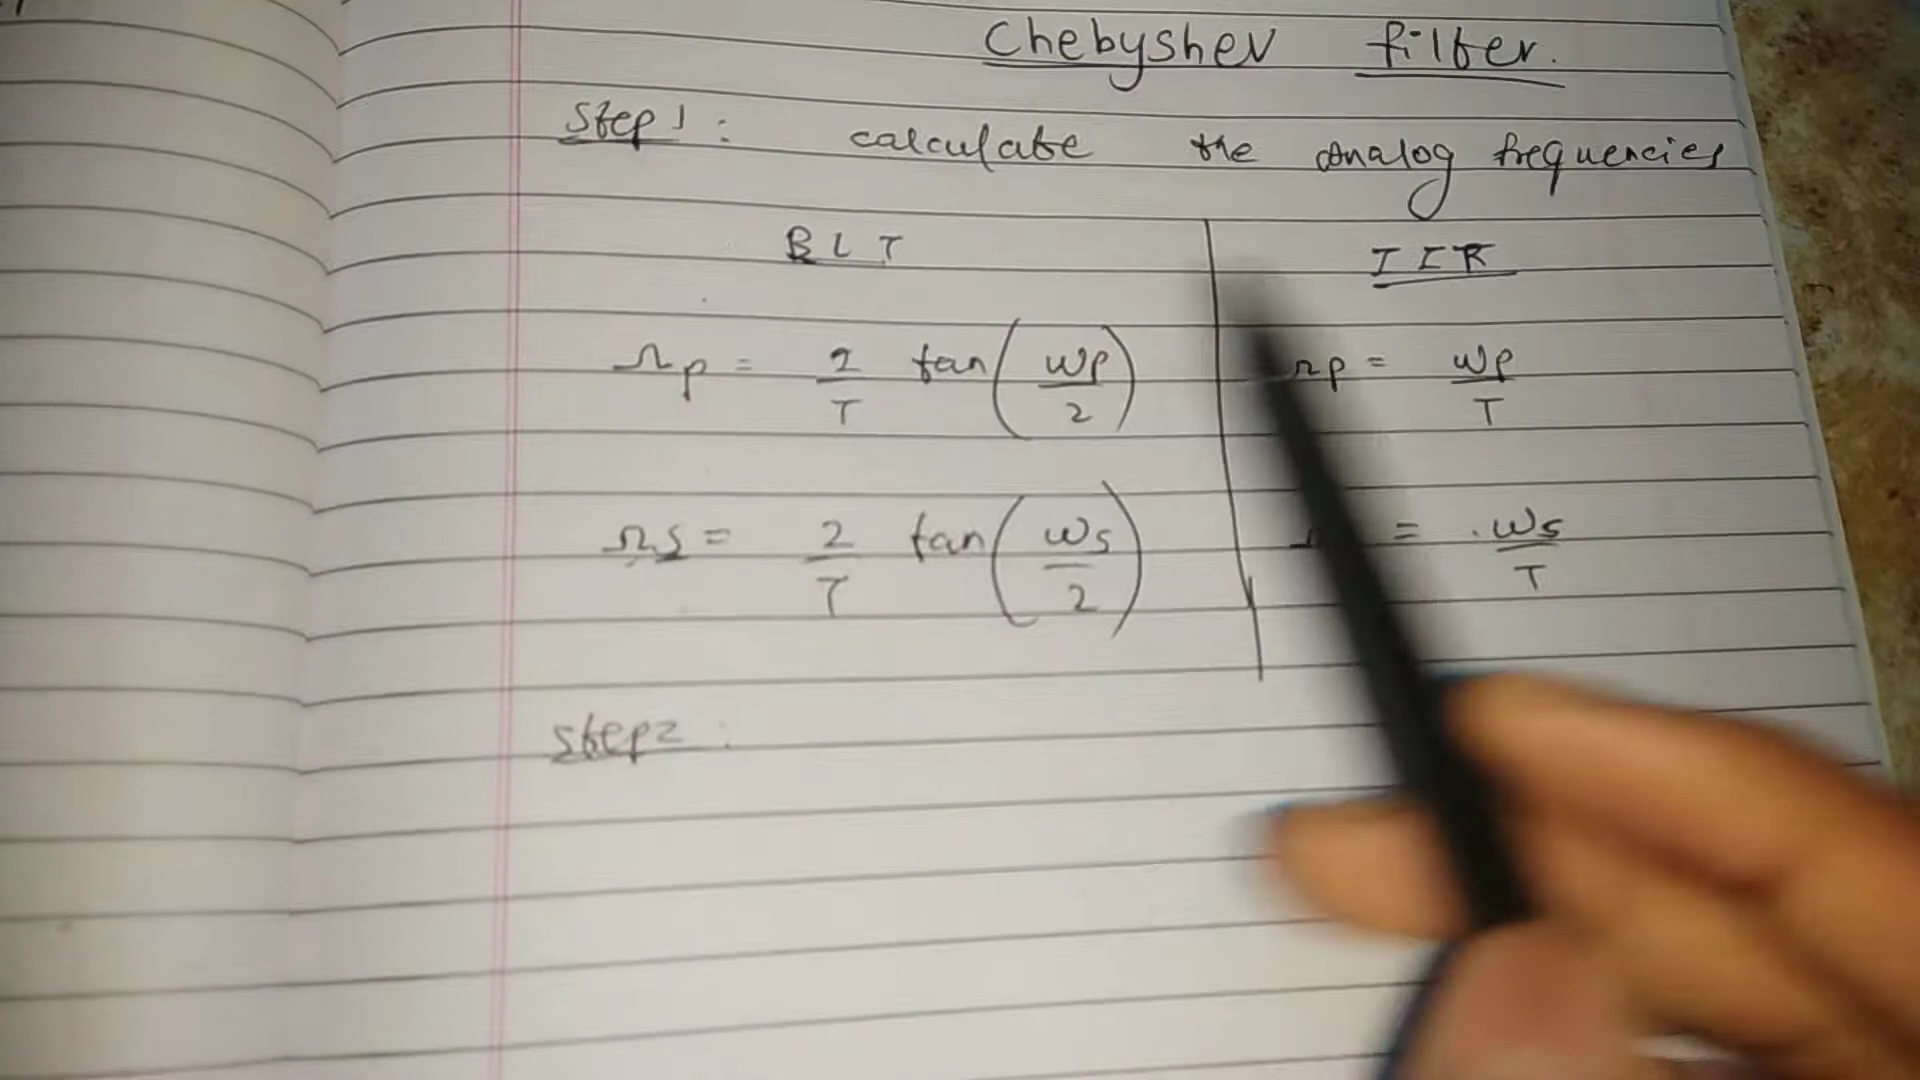 Chebyshev filter.
Step 1 : calculate the analog frequencies
BLT
IIR
Ωp = 2/T tan(ωp/2)
Ωp = ωp/T
Ωs = 2/T tan(ωs/2)
= ωs/T
Step 2 :